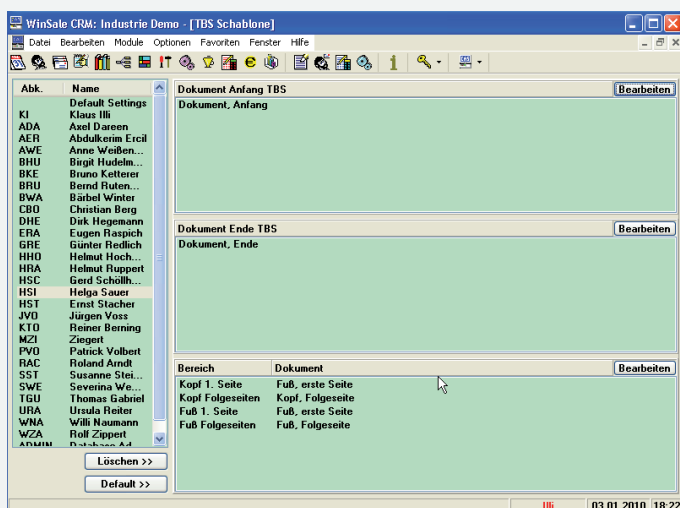 WinSale CRM: Industrie Demo - [TBS Schablone]
Datei Bearbeiten Module Optionen Favoriten Fenster Hilfe
Abk. Name
Default Settings
KI Klaus Illi
ADA Axel Dareen
AER Abdulkerim Ercil
AWE Anne Weißen...
BHU Birgit Hudelm...
BKE Bruno Ketterer
BRU Bernd Ruten...
BWA Bärbel Winter
CBO Christian Berg
DHE Dirk Hegemann
ERA Eugen Raspich
GRE Günter Redlich
HHO Helmut Hoch...
HRA Helmut Ruppert
HSC Gerd Schöllh...
HSI Helga Sauer
HST Ernst Stacher
JVO Jürgen Voss
KTO Reiner Berning
MZI Ziegert
PVO Patrick Volbert
RAC Roland Arndt
SST Susanne Stei...
SWE Severina We...
TGU Thomas Gabriel
URA Ursula Reiter
WNA Willi Naumann
WZA Rolf Zippert
ADMIN Database Ad...
Löschen >>
Default >>
Dokument Anfang TBS Bearbeiten
Dokument, Anfang
Dokument Ende TBS Bearbeiten
Dokument, Ende
Bereich Dokument Bearbeiten
Kopf 1. Seite Fuß, erste Seite
Kopf Folgeseiten Kopf, Folgeseite
Fuß 1. Seite Fuß, erste Seite
Fuß Folgeseiten Fuß, Folgeseite
Illi 03.01.2010 18:22